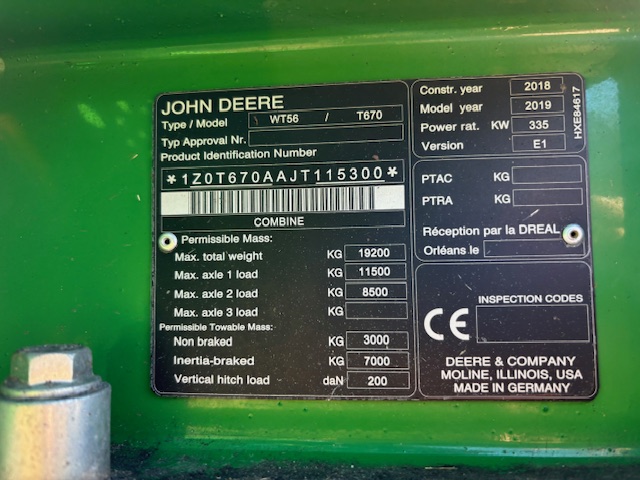 JOHN DEERE
Type / Model WT56 / T670
Typ Approval Nr.
Product Identification Number
*1Z0T670AAJT115300*
COMBINE
Permissible Mass:
Max. total weight KG 19200
Max. axle 1 load KG 11500
Max. axle 2 load KG 8500
Max. axle 3 load KG
Permissible Towable Mass:
Non braked KG 3000
Inertia-braked KG 7000
Vertical hitch load daN 200
Constr. year 2018
Model year 2019
Power rat. KW 335
Version E1
HXE84617
PTAC KG
PTRA KG
Réception par la DREAL
Orléans le
INSPECTION CODES
CE
DEERE & COMPANY
MOLINE, ILLINOIS, USA
MADE IN GERMANY